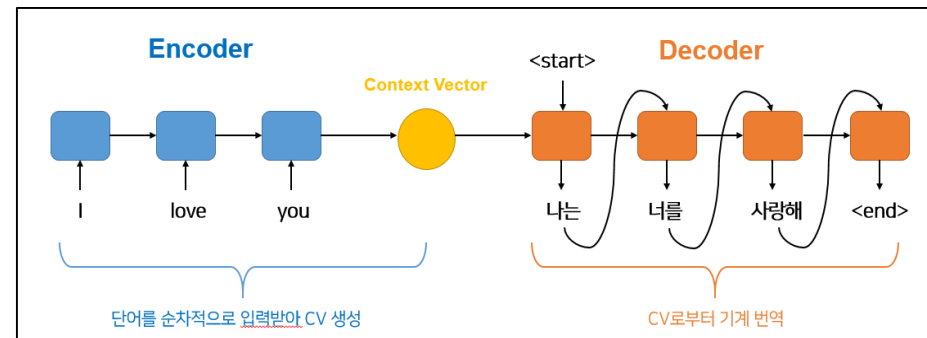 Encoder
Decoder
<start>
Context Vector
I
love
you
나는
너를
사랑해
<end>
단어를 순차적으로 입력받아 CV 생성
CV로부터 기계 번역